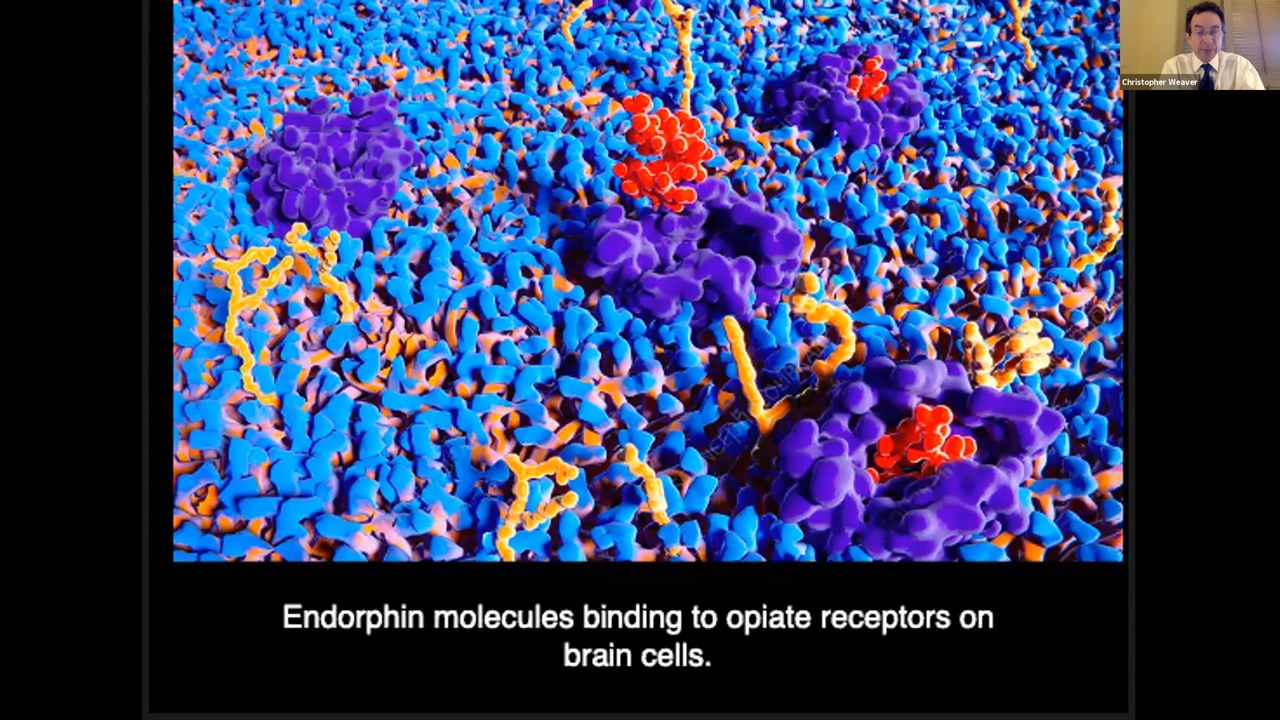 Christopher Weaver
Endorphin molecules binding to opiate receptors on
brain cells.